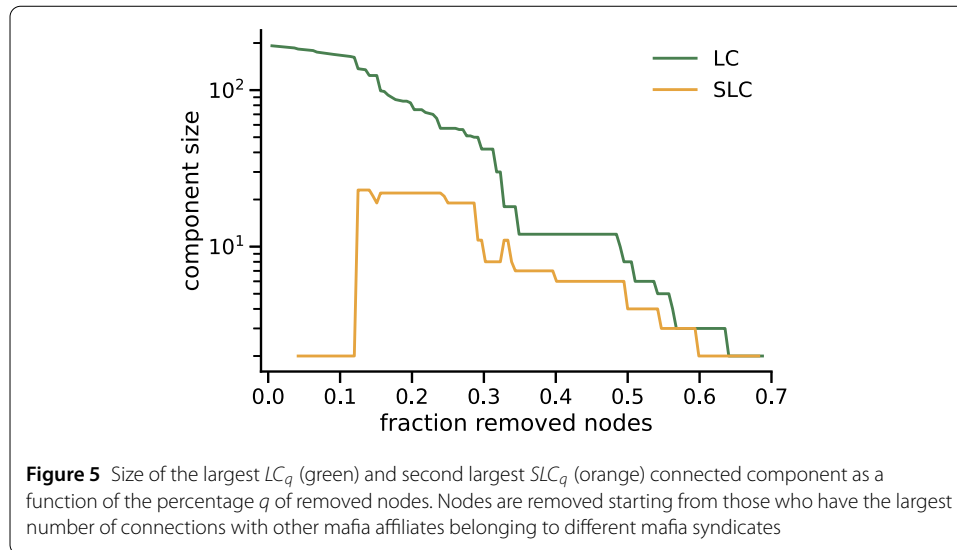 LC
SLC
10²
10¹
component size
0.0 0.1 0.2 0.3 0.4 0.5 0.6 0.7
fraction removed nodes
Figure 5 Size of the largest LC_q (green) and second largest SLC_q (orange) connected component as a
function of the percentage q of removed nodes. Nodes are removed starting from those who have the largest
number of connections with other mafia affiliates belonging to different mafia syndicates